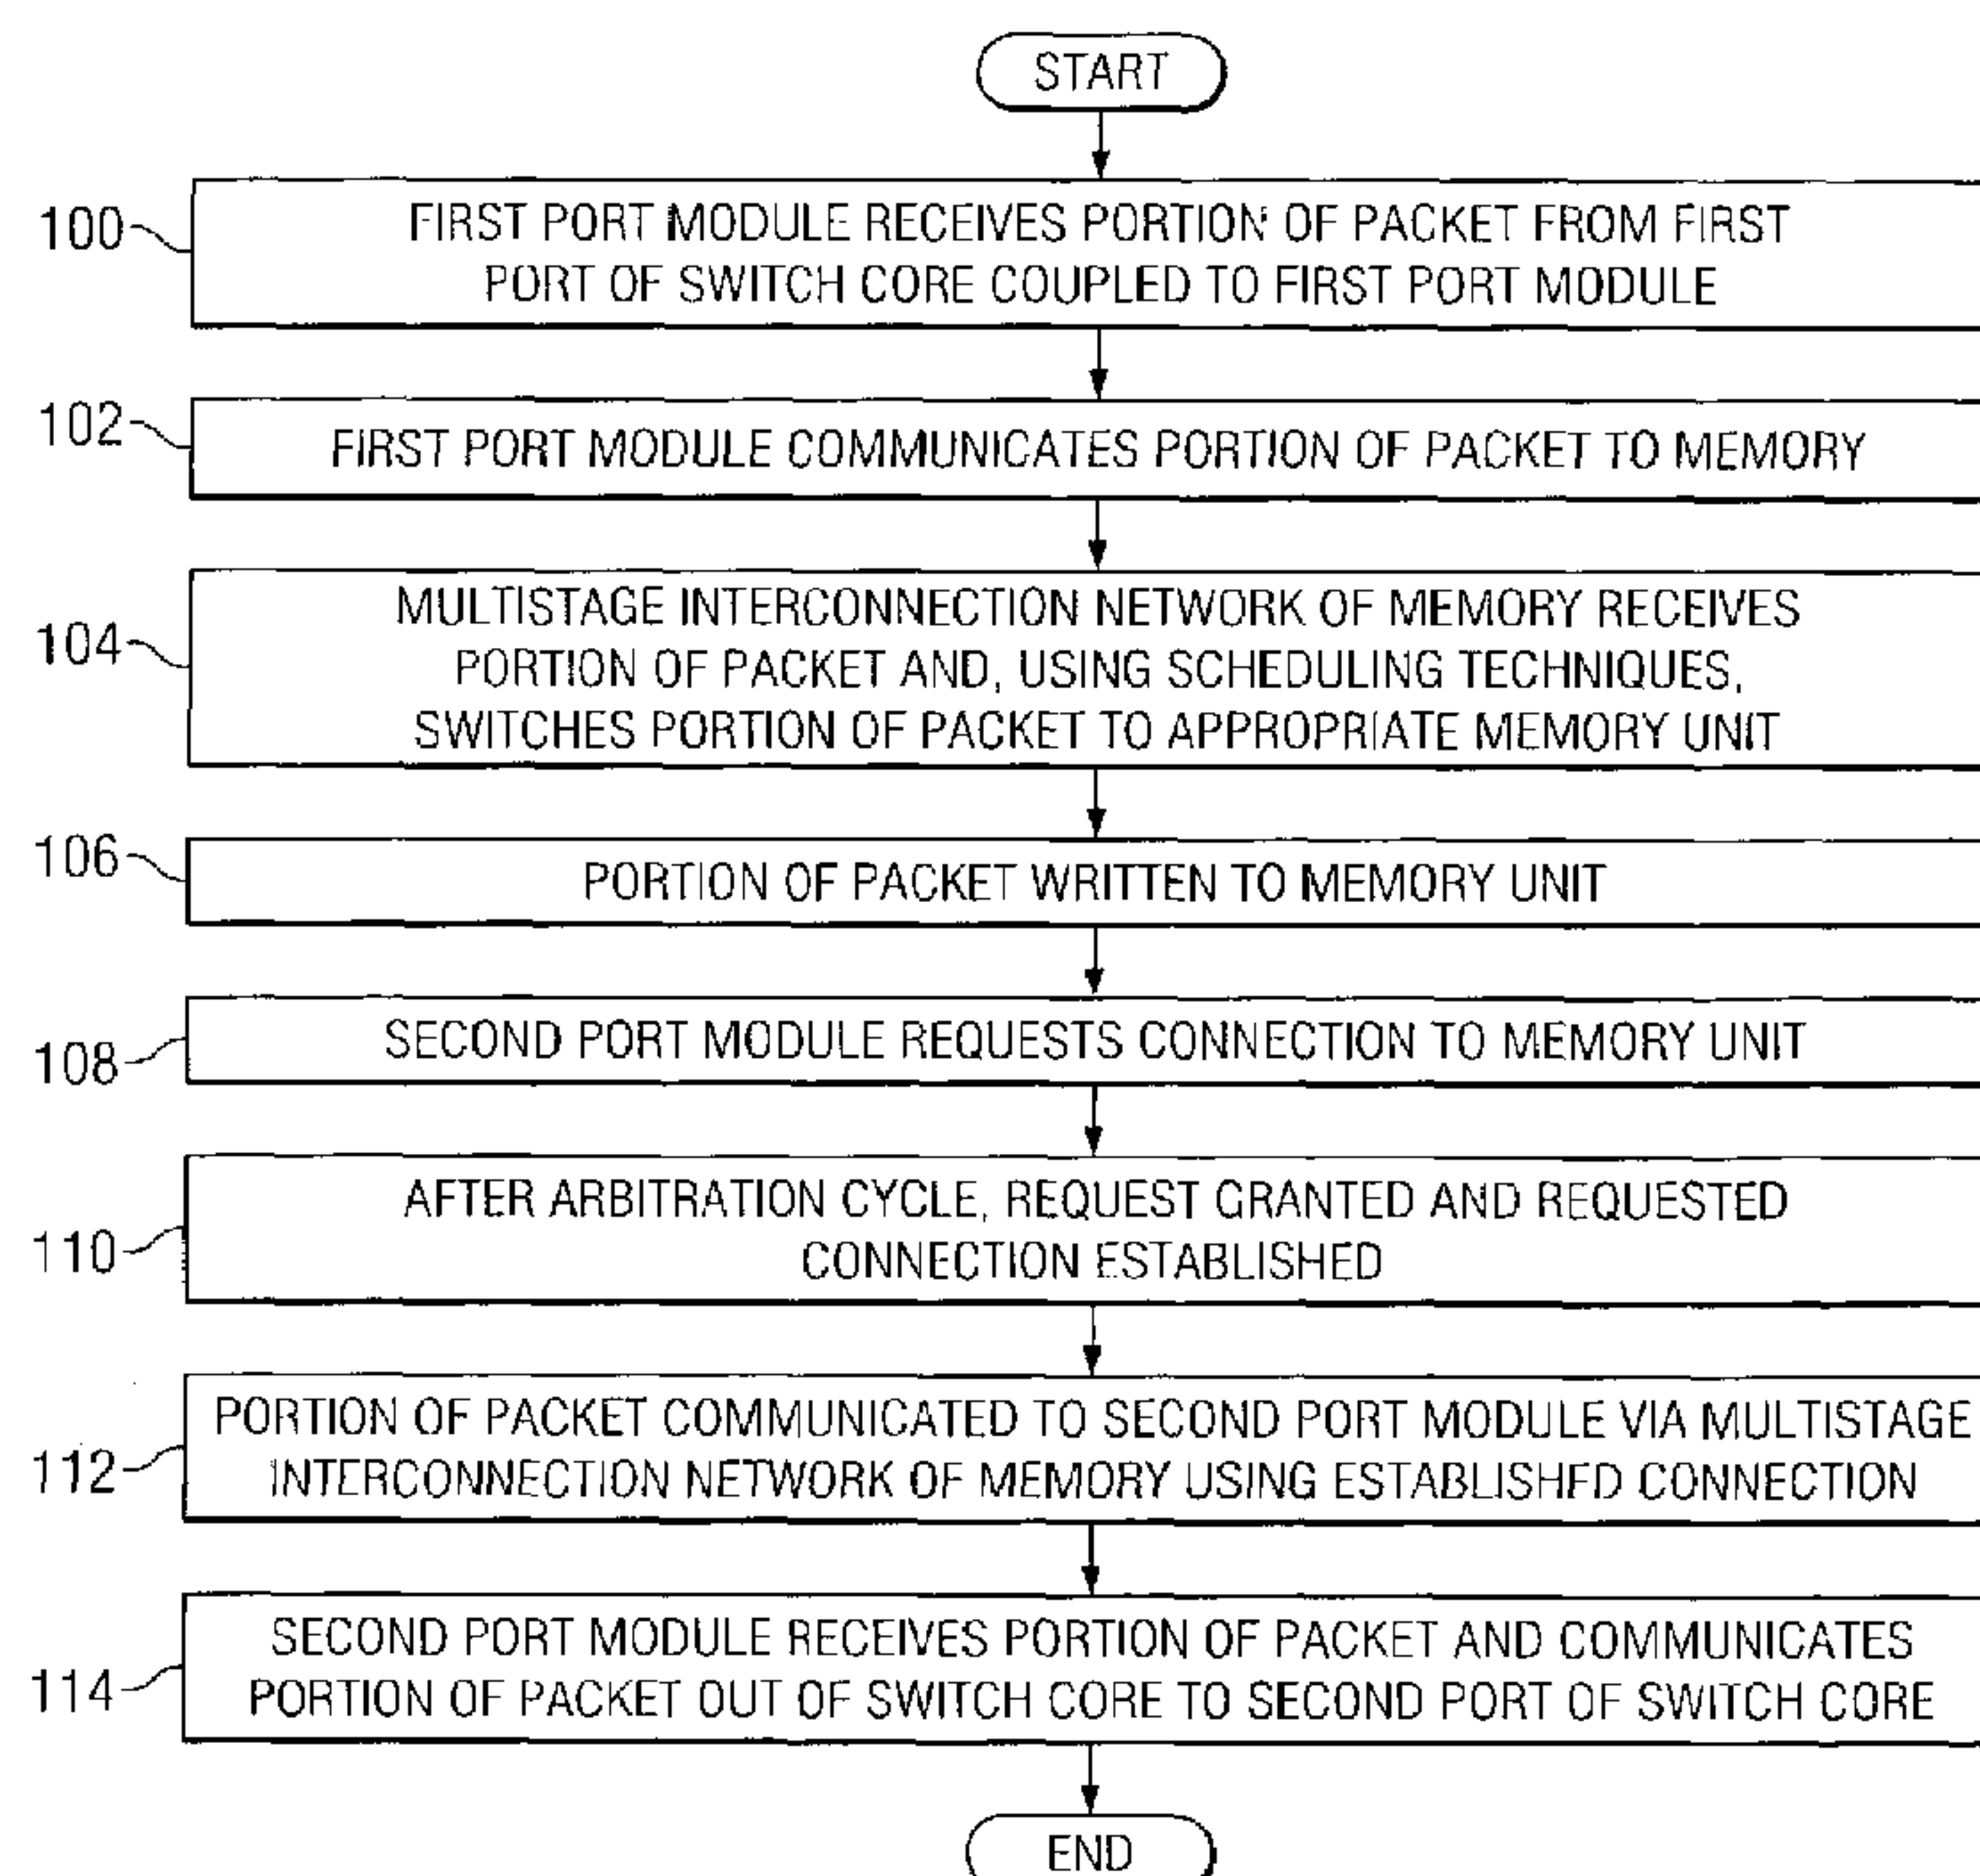 START
100
FIRST PORT MODULE RECEIVES PORTION OF PACKET FROM FIRST
PORT OF SWITCH CORE COUPLED TO FIRST PORT MODULE
102
FIRST PORT MODULE COMMUNICATES PORTION OF PACKET TO MEMORY
104
MULTISTAGE INTERCONNECTION NETWORK OF MEMORY RECEIVES
PORTION OF PACKET AND, USING SCHEDULING TECHNIQUES,
SWITCHES PORTION OF PACKET TO APPROPRIATE MEMORY UNIT
106
PORTION OF PACKET WRITTEN TO MEMORY UNIT
108
SECOND PORT MODULE REQUESTS CONNECTION TO MEMORY UNIT
110
AFTER ARBITRATION CYCLE, REQUEST GRANTED AND REQUESTED
CONNECTION ESTABLISHED
112
PORTION OF PACKET COMMUNICATED TO SECOND PORT MODULE VIA MULTISTAGE
INTERCONNECTION NETWORK OF MEMORY USING ESTABLISHED CONNECTION
114
SECOND PORT MODULE RECEIVES PORTION OF PACKET AND COMMUNICATES
PORTION OF PACKET OUT OF SWITCH CORE TO SECOND PORT OF SWITCH CORE
END